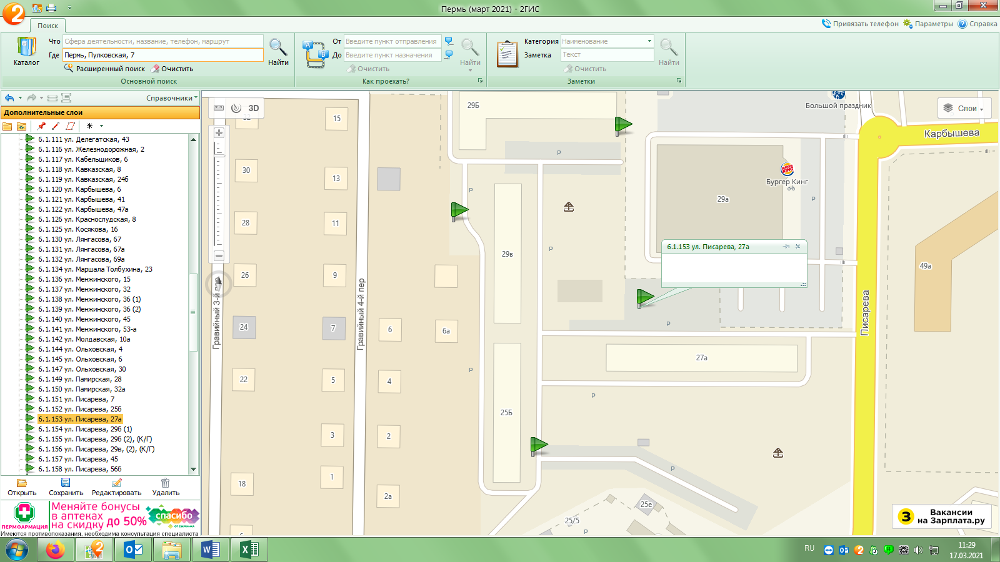 Пермь (март 2021) - 2ГИС
Поиск
Привязать телефон
Параметры
Справка
Каталог
Что
Сфера деятельности, название, телефон, маршрут
Где
Пермь, Пулковская, 7
Расширенный поиск
Очистить
Найти
Основной поиск
От
Введите пункт отправления
До
Введите пункт назначения
Очистить
Найти
Как проехать?
Категория
Наименование
Заметка
Текст
Очистить
Найти
Заметки
Справочники
Дополнительные слои
6.1.111 ул. Делегатская, 43
6.1.116 ул. Железнодорожная, 2
6.1.117 ул. Кабельщиков, 6
6.1.118 ул. Кавказская, 8
6.1.119 ул. Кавказская, 24б
6.1.120 ул. Карбышева, 6
6.1.121 ул. Карбышева, 41
6.1.122 ул. Карбышева, 47а
6.1.126 ул. Краснослудская, 8
6.1.125 ул. Косякова, 16
6.1.130 ул. Лянгасова, 67
6.1.131 ул. Лянгасова, 67а
6.1.132 ул. Лянгасова, 69а
6.1.134 ул. Маршала Толбухина, 23
6.1.136 ул. Менжинского, 15
6.1.137 ул. Менжинского, 32
6.1.138 ул. Менжинского, 36 (1)
6.1.139 ул. Менжинского, 36 (2)
6.1.140 ул. Менжинского, 45
6.1.141 ул. Менжинского, 53-а
6.1.142 ул. Молдавская, 10а
6.1.144 ул. Ольховская, 4
6.1.145 ул. Ольховская, 6
6.1.147 ул. Ольховская, 30
6.1.149 ул. Памирская, 28
6.1.150 ул. Памирская, 32а
6.1.151 ул. Писарева, 7
6.1.152 ул. Писарева, 25б
6.1.153 ул. Писарева, 27а
6.1.154 ул. Писарева, 29б (1)
6.1.155 ул. Писарева, 29б (2), (К/Г)
6.1.156 ул. Писарева, 29в, (2), (К/Г)
6.1.157 ул. Писарева, 45
6.1.158 ул. Писарева, 56б
Открыть
Сохранить
Редактировать
Удалить
ПЕРМФАРМАЦИЯ
Меняйте бонусы
в аптеках
на скидку до 50%
спасибо
ОТ СБЕРБАНКА
Имеются противопоказания, необходима консультация специалиста
3D
Слои
32
15
29Б
Большой праздник
Карбышева
P
30
13
Бургер Кинг
29а
P
P
28
11
29в
P
6.1.153 ул. Писарева, 27а
26
9
49а
Гравийный 3-й пер
Гравийный 4-й пер
Писарева
24
7
6
6а
P
27а
P
22
5
4
P
25Б
3
2
P
18
1
2а
25е
25/5
P
З
Вакансии
на Зарплата.ру
RU
11:29
17.03.2021